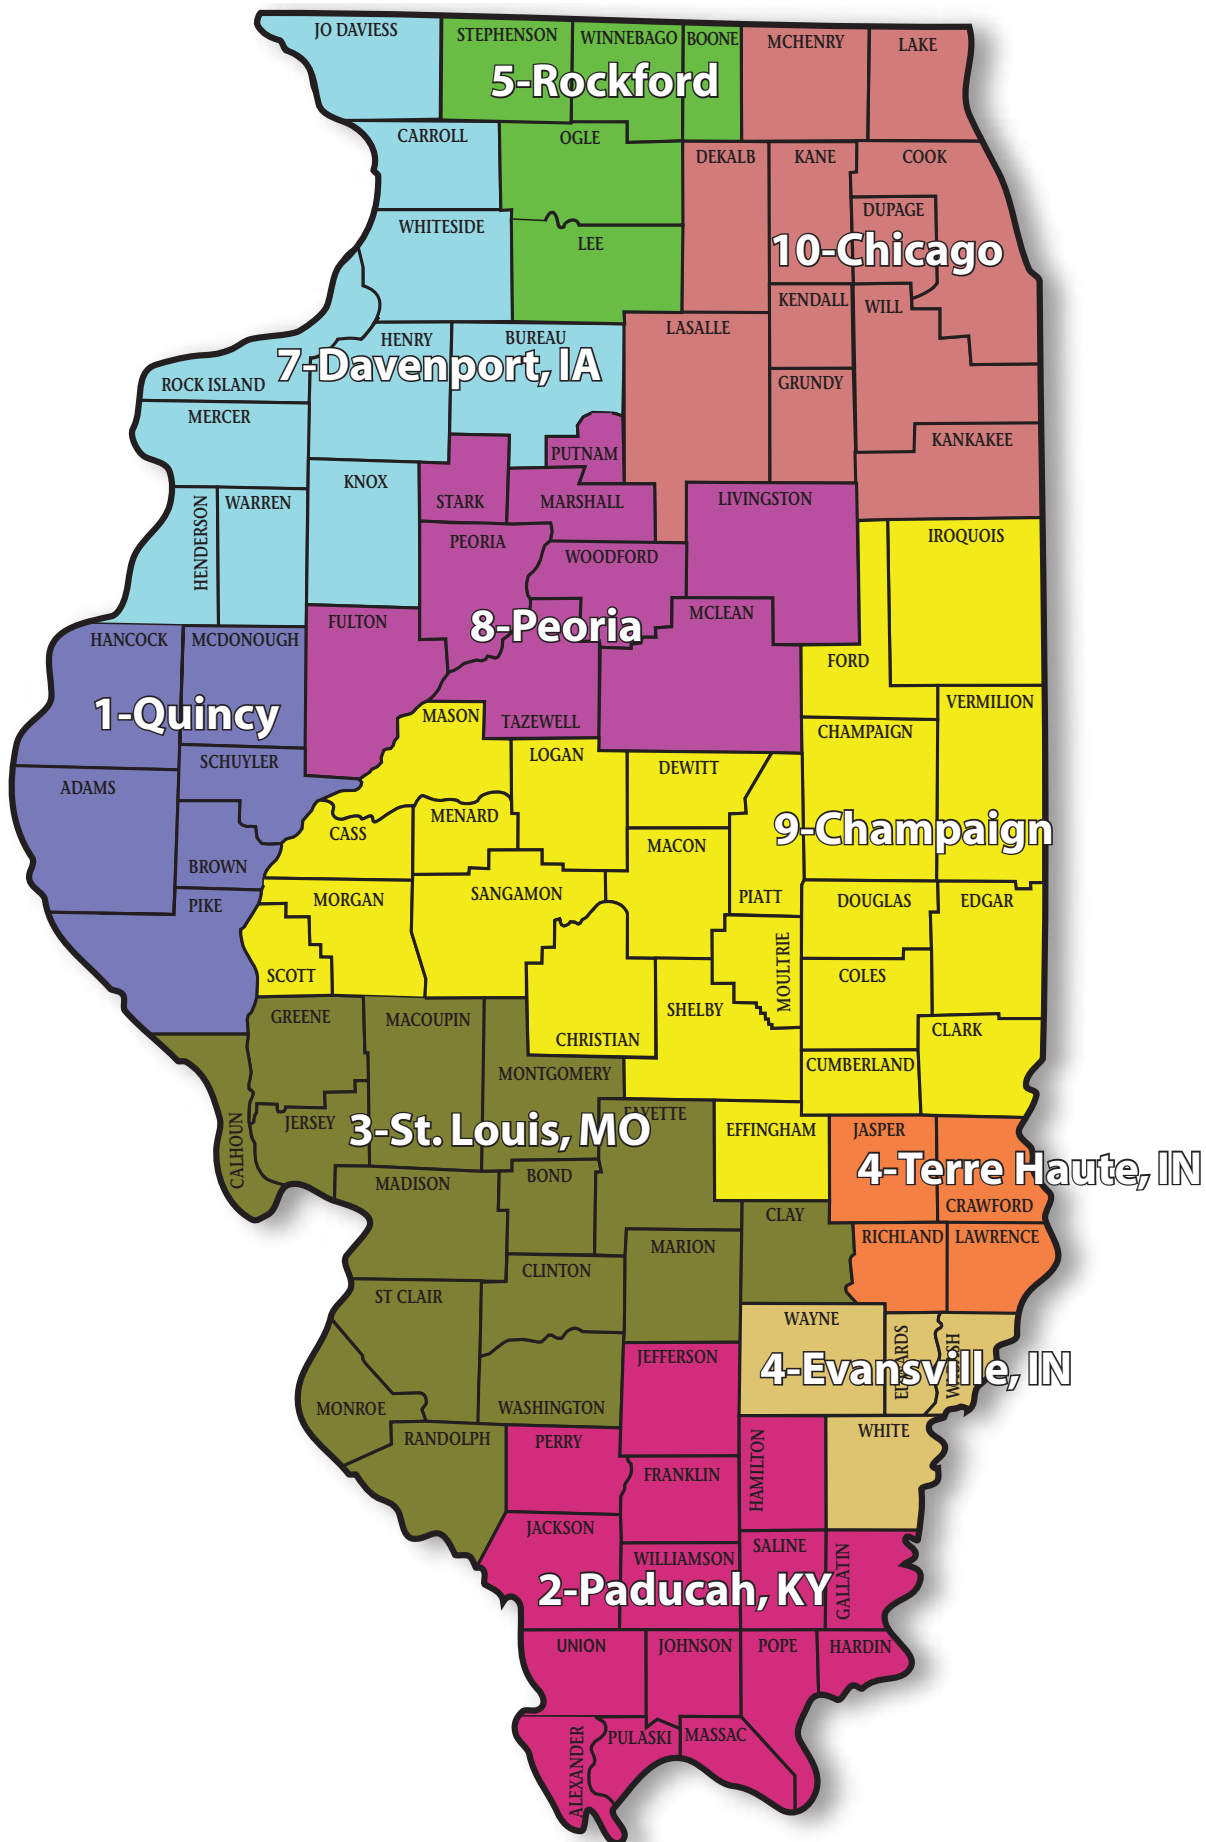 JO DAVIESS
STEPHENSON
WINNEBAGO
BOONE
MCHENRY
LAKE
5-Rockford
CARROLL
OGLE
DEKALB
KANE
COOK
DUPAGE
WHITESIDE
LEE
10-Chicago
KENDALL
WILL
LASALLE
HENRY
BUREAU
7-Davenport, IA
ROCK ISLAND
GRUNDY
MERCER
KANKAKEE
PUTNAM
KNOX
STARK
MARSHALL
LIVINGSTON
HENDERSON
WARREN
PEORIA
WOODFORD
IROQUOIS
FULTON
8-Peoria
MCLEAN
HANCOCK
MCDONOUGH
FORD
1-Quincy
MASON
TAZEWELL
VERMILION
CHAMPAIGN
SCHUYLER
LOGAN
DEWITT
ADAMS
CASS
MENARD
9-Champaign
MACON
BROWN
PIKE
MORGAN
SANGAMON
PIATT
DOUGLAS
EDGAR
SCOTT
MOULTRIE
COLES
SHELBY
GREENE
MACOUPIN
CHRISTIAN
CLARK
MONTGOMERY
CUMBERLAND
CALHOUN
JERSEY
3-St. Louis, MO
FAYETTE
EFFINGHAM
JASPER
4-Terre Haute, IN
MADISON
BOND
CRAWFORD
CLAY
MARION
RICHLAND
LAWRENCE
CLINTON
ST CLAIR
WAYNE
EDWARDS
WABASH
JEFFERSON
4-Evansville, IN
MONROE
WASHINGTON
RANDOLPH
PERRY
WHITE
HAMILTON
FRANKLIN
JACKSON
WILLIAMSON
SALINE
GALLATIN
2-Paducah, KY
UNION
JOHNSON
POPE
HARDIN
ALEXANDER
PULASKI
MASSAC